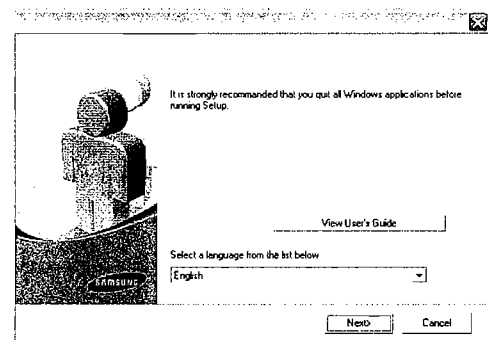 It is strongly recommanded that you quit all Windows applications before
running Setup.
View User's Guide
Select a language from the list below
English
SAMSUNG
Next>
Cancel